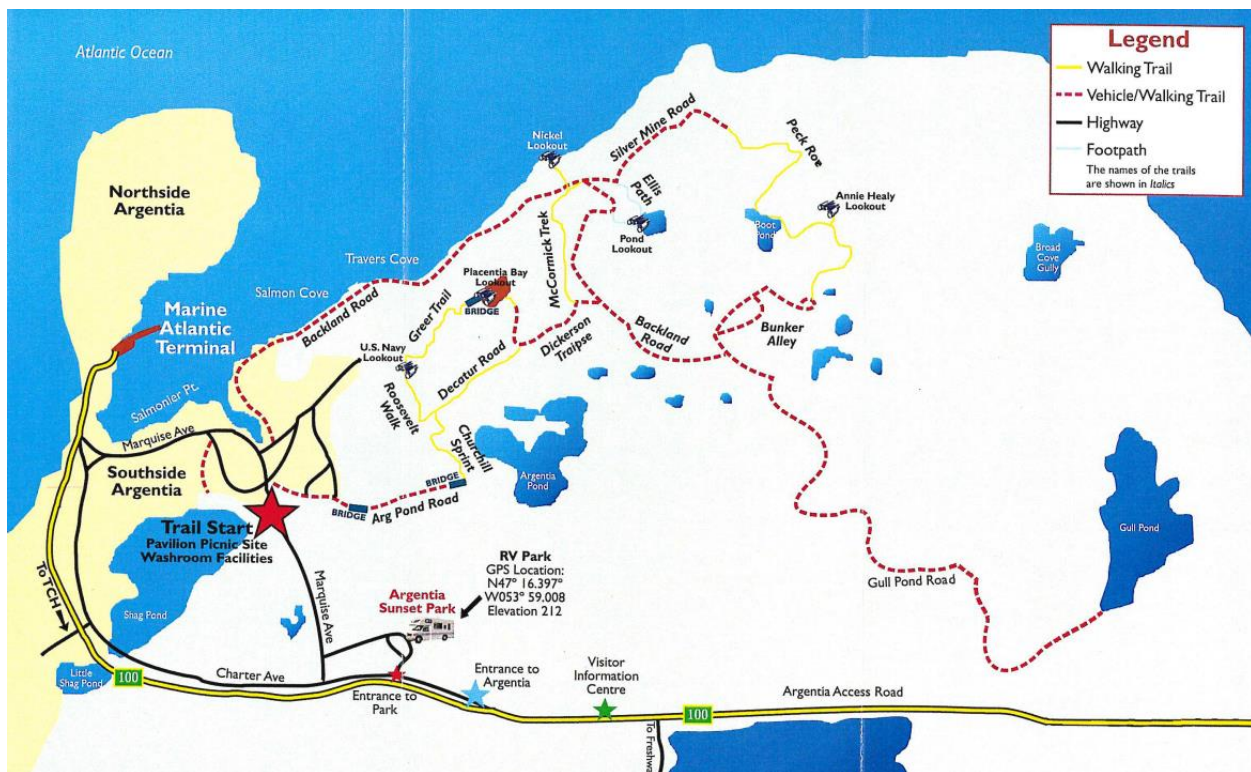 Atlantic Ocean
Legend
Walking Trail
Vehicle/Walking Trail
Highway
Footpath
The names of the trails
are shown in Italics
Northside
Argentia
Nickel
Lookout
Silver Mine Road
Peck Roe
Ellis
Path
Annie Healy
Lookout
Pond
Lookout
Boot
Pond
Broad
Cove
Gully
McCormick Trek
Travers Cove
Salmon Cove
Placentia Bay
Lookout
BRIDGE
Greer Trail
Backland Road
Marine
Atlantic
Terminal
U.S. Navy
Lookout
Decatur Road
Dickerson
Traipse
Backland
Road
Bunker
Alley
Salmonier Pt.
Roosevelt
Walk
Churchill
Sprint
Marquise Ave
Southside
Argentia
Argentia
Pond
BRIDGE
BRIDGE
Arg Pond Road
Trail Start
Pavilion Picnic Site
Washroom Facilities
Gull Pond
RV Park
GPS Location:
N47° 16.397°
W053° 59.008
Elevation 212
Gull Pond Road
To TCH
Shag Pond
Marquise Ave
Argentia
Sunset Park
Little
Shag Pond
100
Charter Ave
Entrance to
Park
Entrance to
Argentia
Visitor
Information
Centre
100
Argentia Access Road